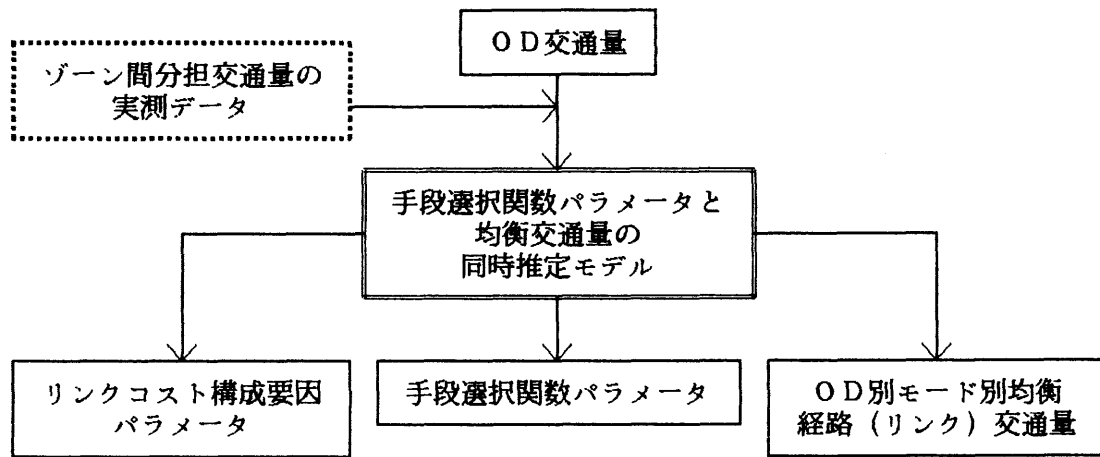 OD交通量
ゾーン間分担交通量の
実測データ
手段選択関数パラメータと
均衡交通量の
同時推定モデル
リンクコスト構成要因
パラメータ
手段選択関数パラメータ
OD別モード別均衡
経路（リンク）交通量